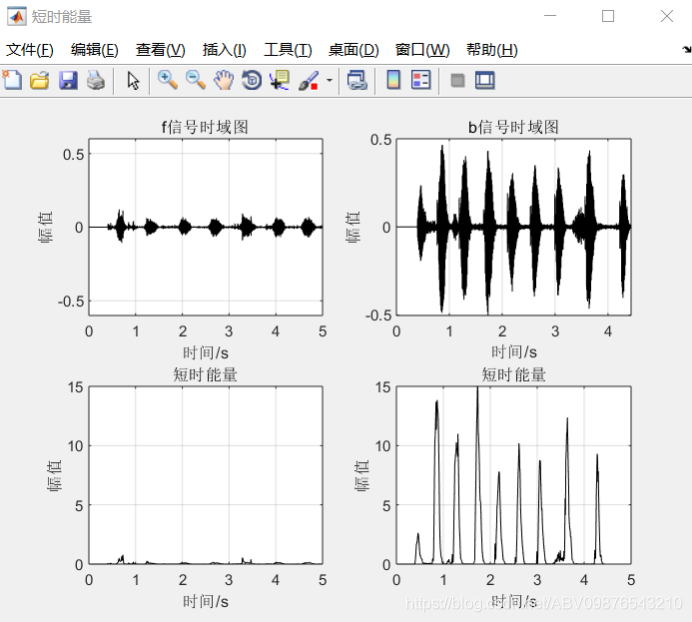 短时能量
文件(F) 编辑(E) 查看(V) 插入(I) 工具(T) 桌面(D) 窗口(W) 帮助(H)
f信号时域图
0.5
0
-0.5
幅值
0 1 2 3 4 5
时间/s
b信号时域图
0.5
0
-0.5
幅值
0 1 2 3 4
时间/s
短时能量
15
10
5
0
幅值
0 1 2 3 4 5
时间/s
短时能量
15
10
5
0
幅值
0 1 2 3 4 5
时间/s
https://blog.csdn.net/ABV09876543210